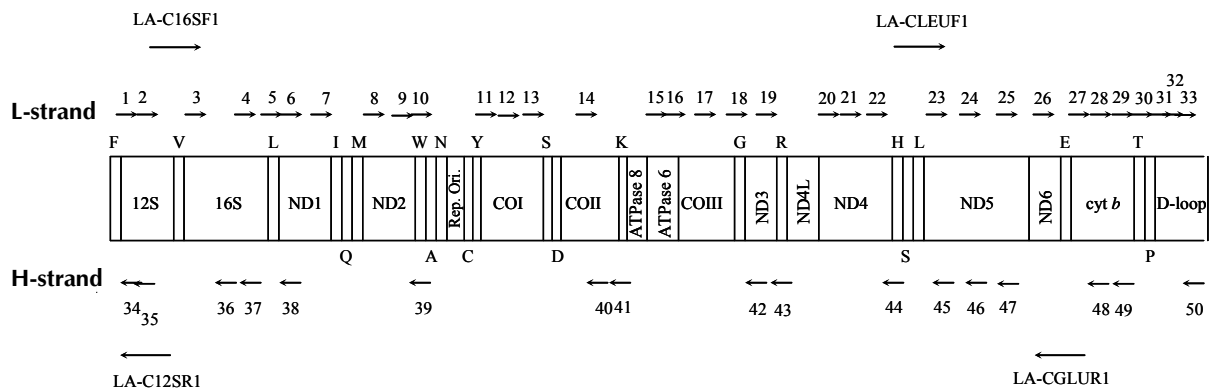 LA-C16SF1 LA-CLEUF1
32
1 2 3 4 5 6 7 8 9 10 11 12 13 14 15 16 17 18 19 20 21 22 23 24 25 26 27 28 29 30 31 33
L-strand
F V L I M W N Y S K G R H L E T
12S 16S ND1 ND2 Rep. Ori. COI COII ATPase 8 ATPase 6 COIII ND3 ND4L ND4 ND5 ND6 cyt b D-loop
Q A C D S P
H-strand
34 35 36 37 38 39 40 41 42 43 44 45 46 47 48 49 50
LA-C12SR1 LA-CGLUR1